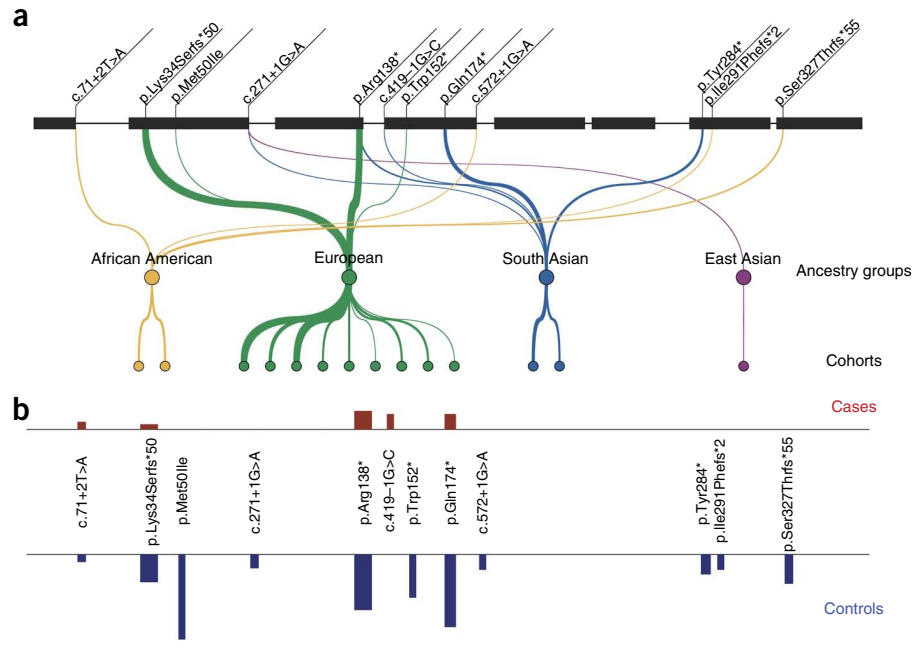 a
c.71+2T>A
p.Lys34Serfs*50
p.Met50Ile
c.271+1G>A
p.Arg138*
c.419–1G>C
p.Trp152*
p.Gln174*
c.572+1G>A
p.Tyr284*
p.Ile291Phefs*2
p.Ser327Thrfs*55
African American
European
South Asian
East Asian
Ancestry groups
Cohorts
b
Cases
c.71+2T>A
p.Lys34Serfs*50
p.Met50Ile
c.271+1G>A
p.Arg138*
c.419–1G>C
p.Trp152*
p.Gln174*
c.572+1G>A
p.Tyr284*
p.Ile291Phefs*2
p.Ser327Thrfs*55
Controls